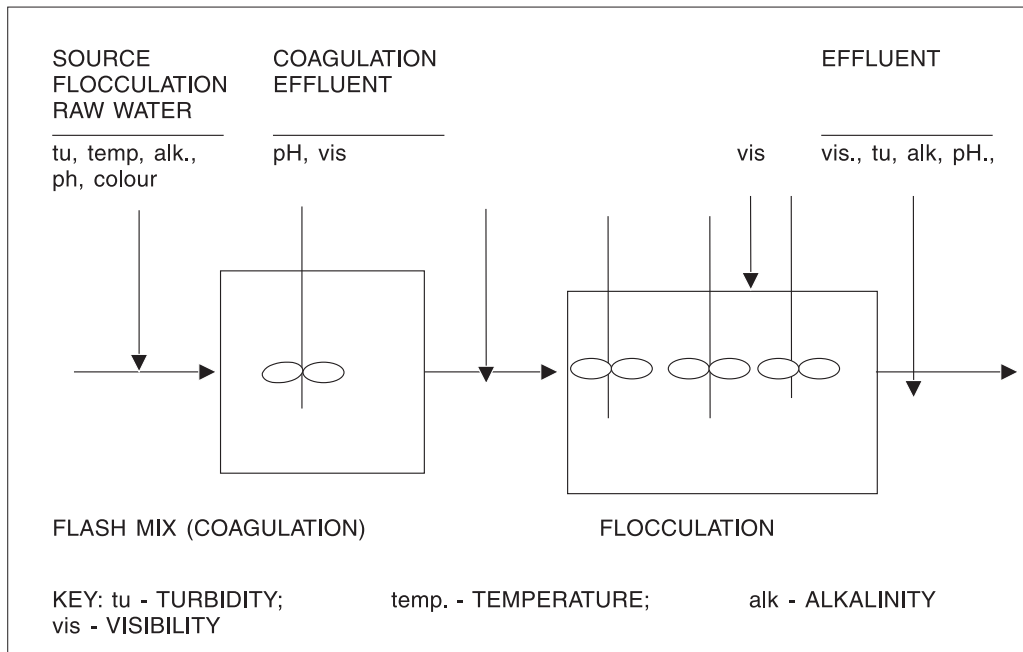 SOURCE
FLOCCULATION
RAW WATER
tu, temp, alk.,
ph, colour
COAGULATION
EFFLUENT
pH, vis
vis
EFFLUENT
vis., tu, alk, pH.,
FLASH MIX (COAGULATION)
FLOCCULATION
KEY: tu - TURBIDITY; temp. - TEMPERATURE; alk - ALKALINITY
vis - VISIBILITY